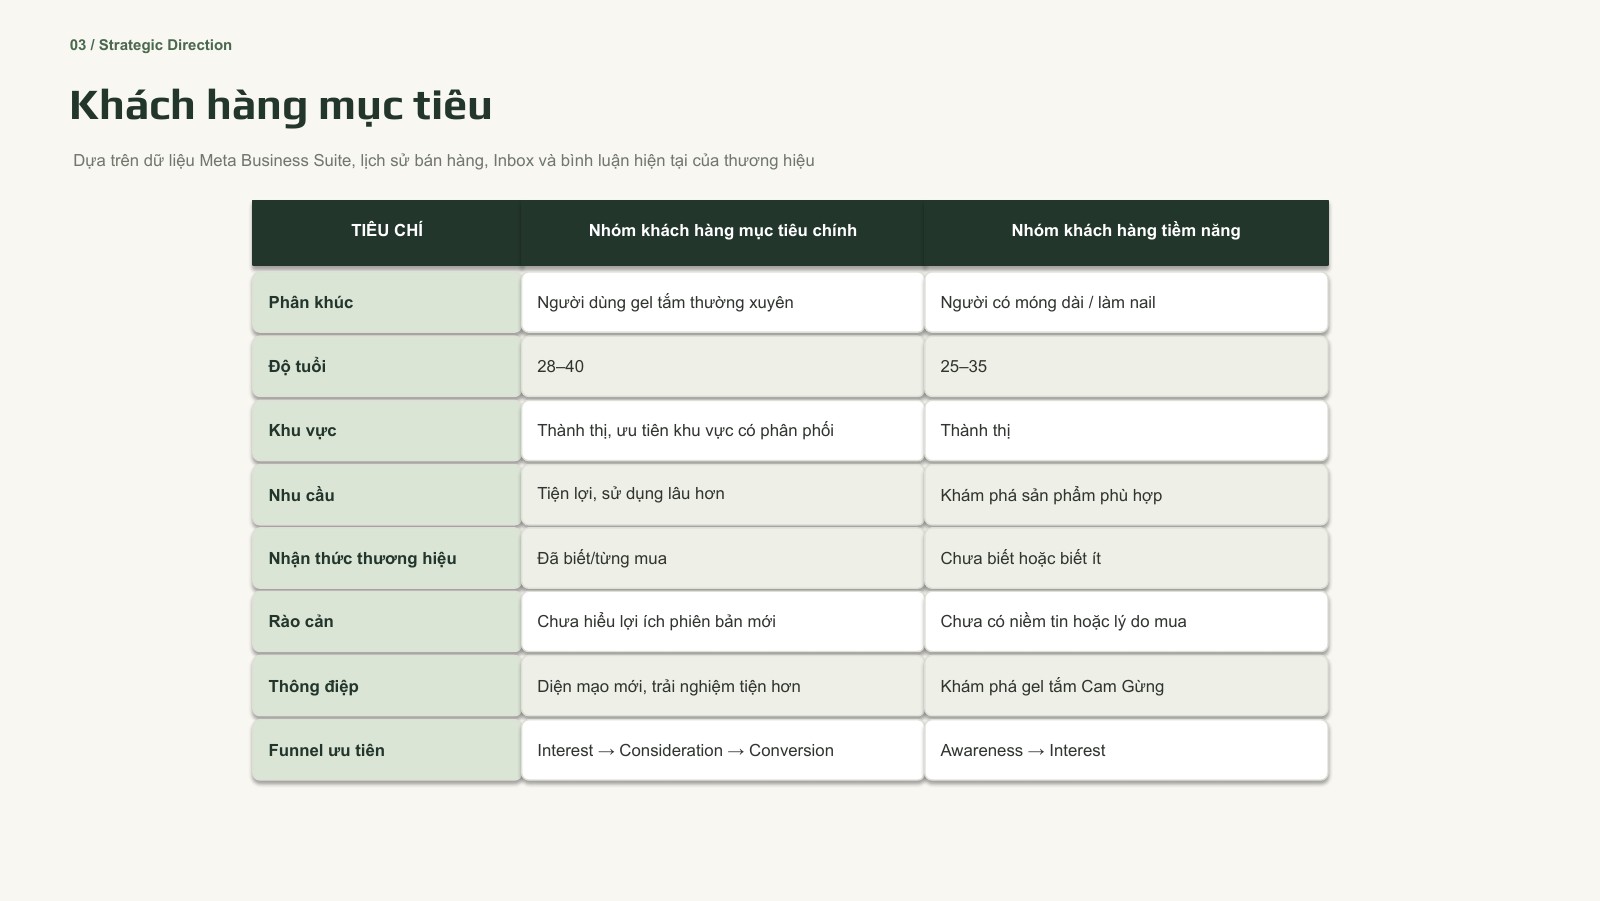 03 / Strategic Direction
Khách hàng mục tiêu
Dựa trên dữ liệu Meta Business Suite, lịch sử bán hàng, Inbox và bình luận hiện tại của thương hiệu
TIÊU CHÍ
Nhóm khách hàng mục tiêu chính
Nhóm khách hàng tiềm năng
Phân khúc
Người dùng gel tắm thường xuyên
Người có móng dài / làm nail
Độ tuổi
28–40
25–35
Khu vực
Thành thị, ưu tiên khu vực có phân phối
Thành thị
Nhu cầu
Tiện lợi, sử dụng lâu hơn
Khám phá sản phẩm phù hợp
Nhận thức thương hiệu
Đã biết/từng mua
Chưa biết hoặc biết ít
Rào cản
Chưa hiểu lợi ích phiên bản mới
Chưa có niềm tin hoặc lý do mua
Thông điệp
Diện mạo mới, trải nghiệm tiện hơn
Khám phá gel tắm Cam Gừng
Funnel ưu tiên
Interest → Consideration → Conversion
Awareness → Interest